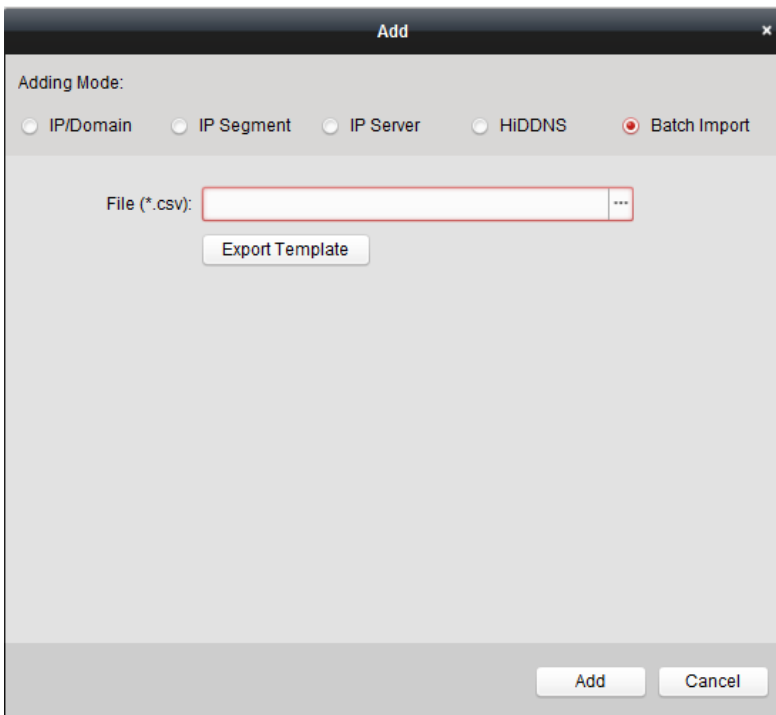 Add
Adding Mode:
IP/Domain IP Segment IP Server HiDDNS Batch Import
File (*.csv):
Export Template
Add Cancel